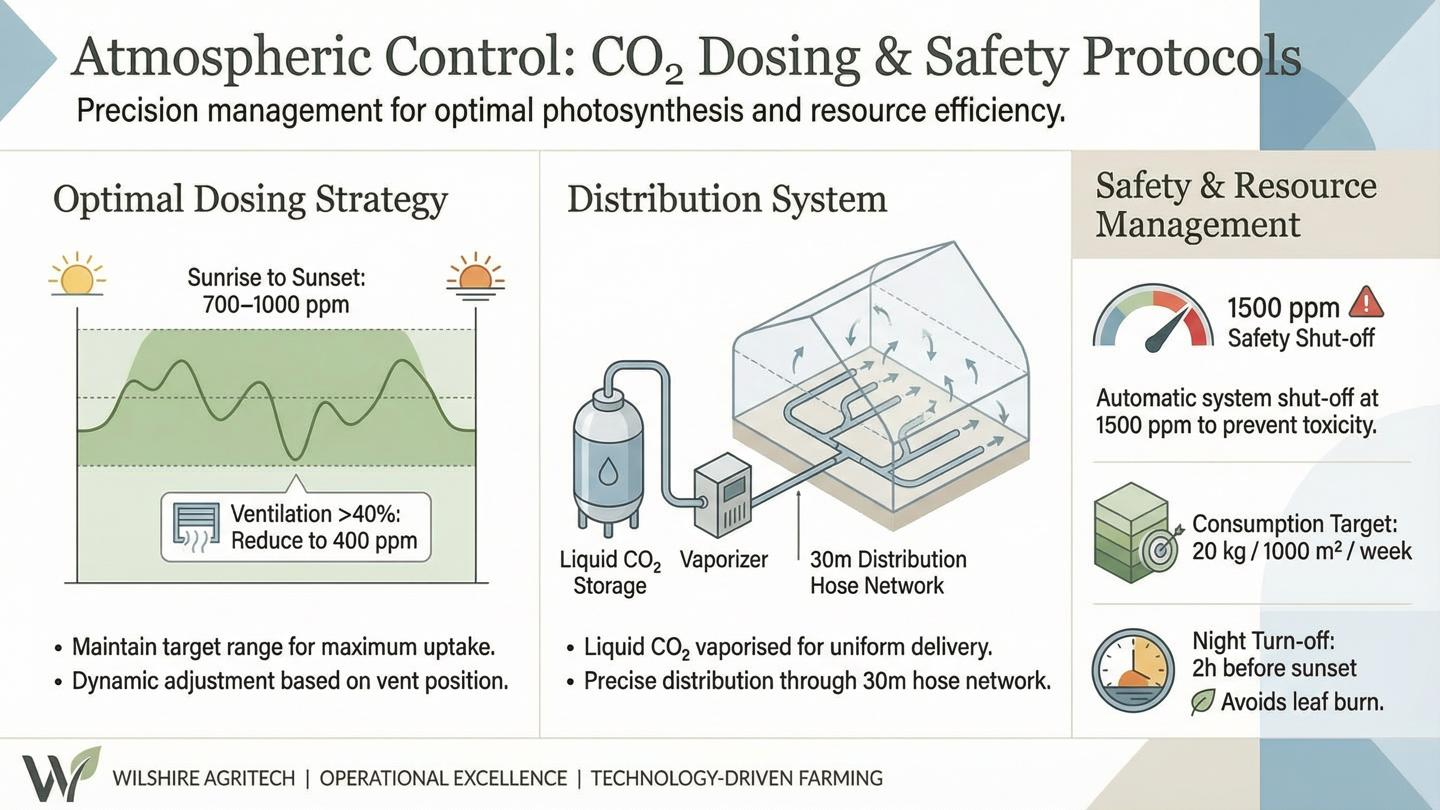 Atmospheric Control: CO₂ Dosing & Safety Protocols
Precision management for optimal photosynthesis and resource efficiency.
Optimal Dosing Strategy
Sunrise to Sunset:
700–1000 ppm
Ventilation >40%:
Reduce to 400 ppm
• Maintain target range for maximum uptake.
• Dynamic adjustment based on vent position.
Distribution System
Liquid CO₂
Storage
Vaporizer
30m Distribution
Hose Network
• Liquid CO₂ vaporised for uniform delivery.
• Precise distribution through 30m hose network.
Safety & Resource
Management
1500 ppm
Safety Shut-off
Automatic system shut-off at
1500 ppm to prevent toxicity.
Consumption Target:
20 kg / 1000 m² / week
Night Turn-off:
2h before sunset
Avoids leaf burn.
W
WILSHIRE AGRITECH | OPERATIONAL EXCELLENCE | TECHNOLOGY-DRIVEN FARMING